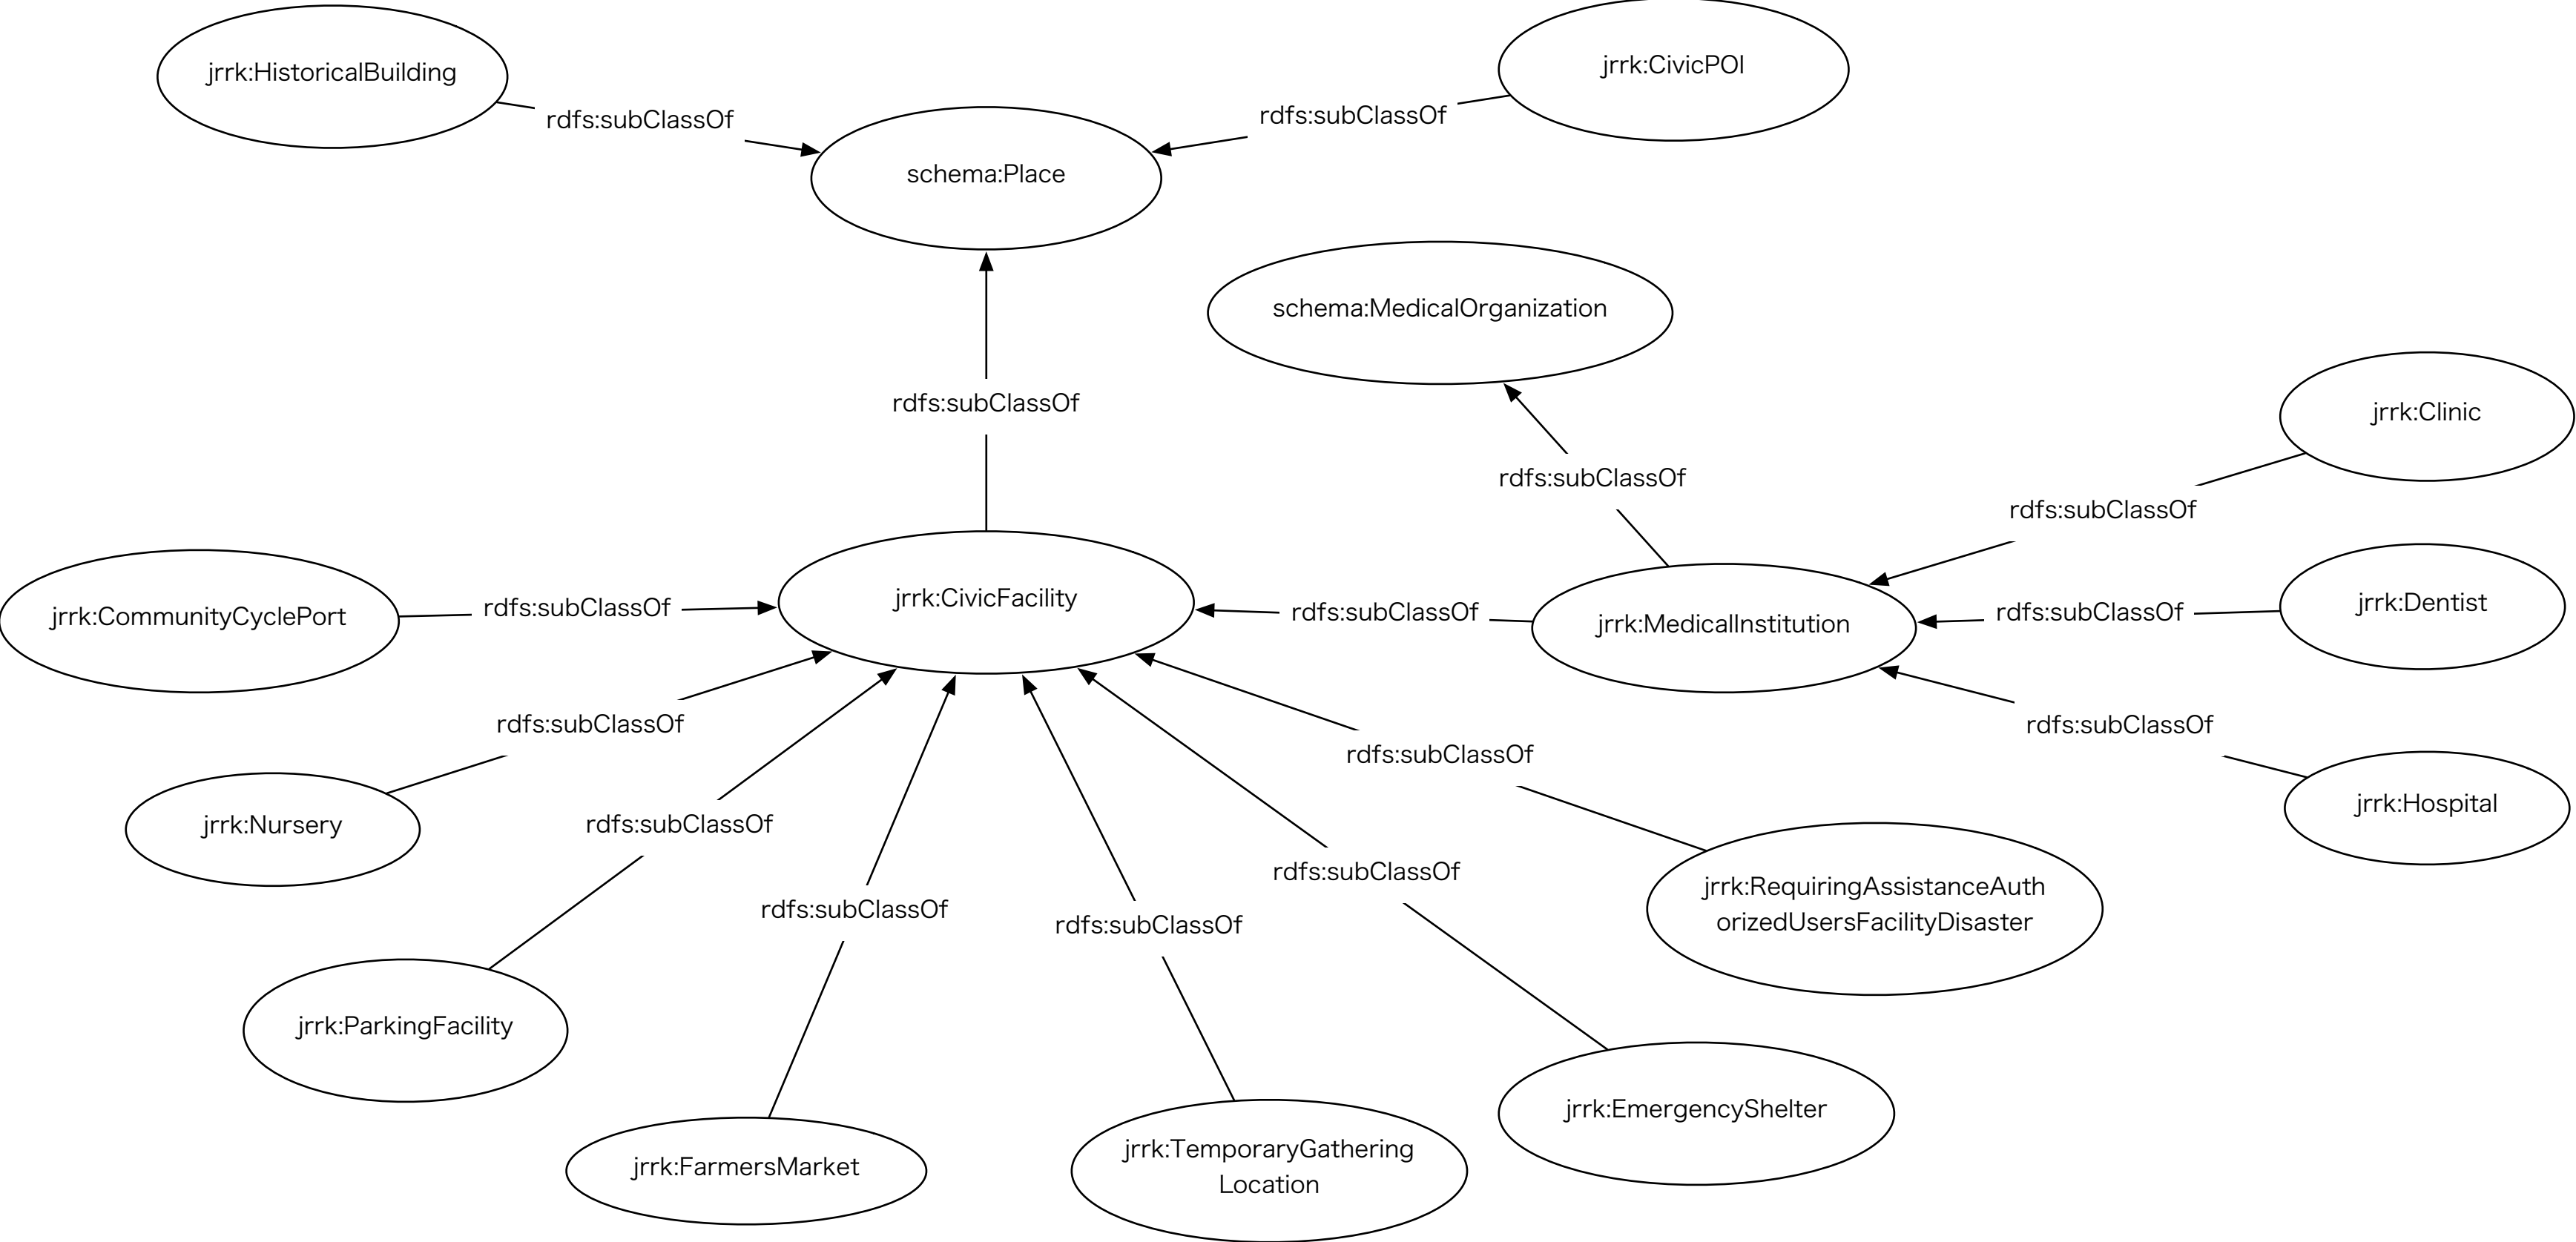 jrrk:HistoricalBuilding
jrrk:CivicPOI
rdfs:subClassOf
rdfs:subClassOf
schema:Place
schema:MedicalOrganization
rdfs:subClassOf
jrrk:Clinic
rdfs:subClassOf
rdfs:subClassOf
jrrk:CommunityCyclePort
rdfs:subClassOf
jrrk:CivicFacility
rdfs:subClassOf
jrrk:MedicalInstitution
rdfs:subClassOf
jrrk:Dentist
rdfs:subClassOf
rdfs:subClassOf
rdfs:subClassOf
jrrk:Nursery
rdfs:subClassOf
jrrk:Hospital
rdfs:subClassOf
jrrk:RequiringAssistanceAuth
orizedUsersFacilityDisaster
rdfs:subClassOf
rdfs:subClassOf
jrrk:ParkingFacility
jrrk:EmergencyShelter
jrrk:FarmersMarket
jrrk:TemporaryGathering
Location